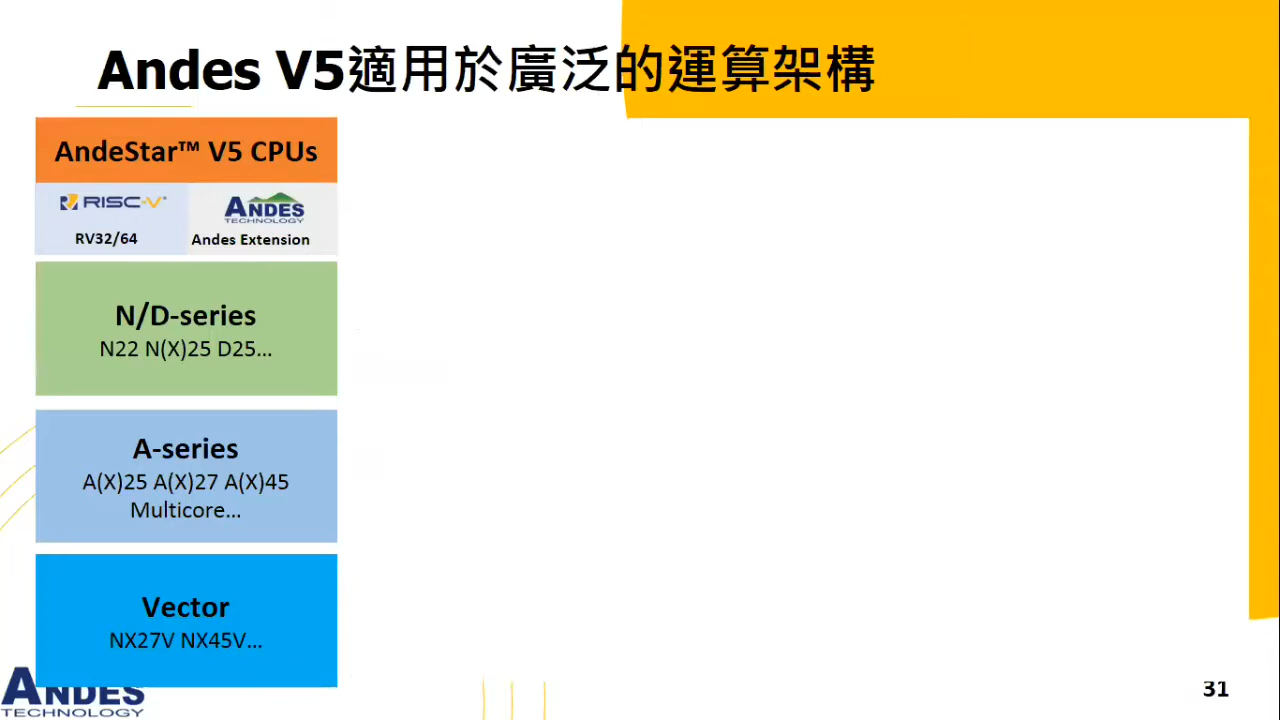 Andes V5適用於廣泛的運算架構
AndeStar™ V5 CPUs
RISC-V®
RV32/64
ANDES
TECHNOLOGY
Andes Extension
N/D-series
N22 N(X)25 D25...
A-series
A(X)25 A(X)27 A(X)45
Multicore...
Vector
NX27V NX45V...
ANDES
TECHNOLOGY
31